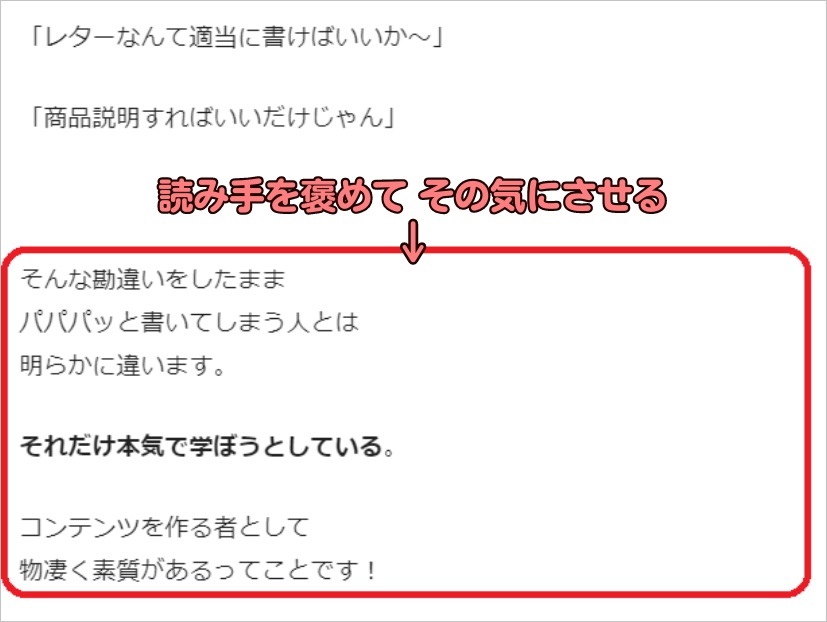 「レターなんて適当に書けばいいか～」
「商品説明すればいいだけじゃん」
読み手を褒めて その気にさせる
↓
そんな勘違いをしたまま
パパパッと書いてしまう人とは
明らかに違います。
それだけ本気で学ぼうとしている。
コンテンツを作る者として
物凄く素質があるってことです！